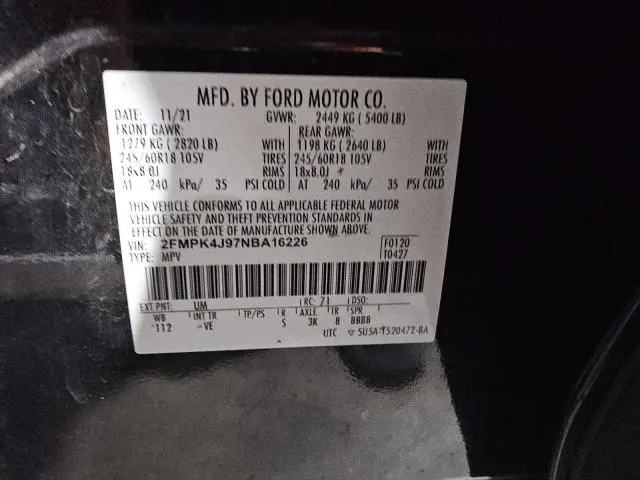 MFD. BY FORD MOTOR CO.
DATE: 11/21 GVWR: 2449 KG ( 5400 LB)
FRONT GAWR: REAR GAWR:
1279 KG ( 2820 LB) WITH 1198 KG ( 2640 LB) WITH
245/60R18 105V TIRES 245/60R18 105V TIRES
18x8.0J RIMS 18x8.0J RIMS
AT 240 kPa/ 35 PSI COLD AT 240 kPa/ 35 PSI COLD
THIS VEHICLE CONFORMS TO ALL APPLICABLE FEDERAL MOTOR
VEHICLE SAFETY AND THEFT PREVENTION STANDARDS IN
EFFECT ON THE DATE OF MANUFACTURE SHOWN ABOVE.
VIN: 2FMPK4J97NBA16226 F0120
TYPE: MPV T0427
EXT PNT: UM RC: 71 DSO:
WB INT TR TP/PS R AXLE TR SPR
112 VE S 3K 8 BBBB
UTC 5U5A-1520472-BA